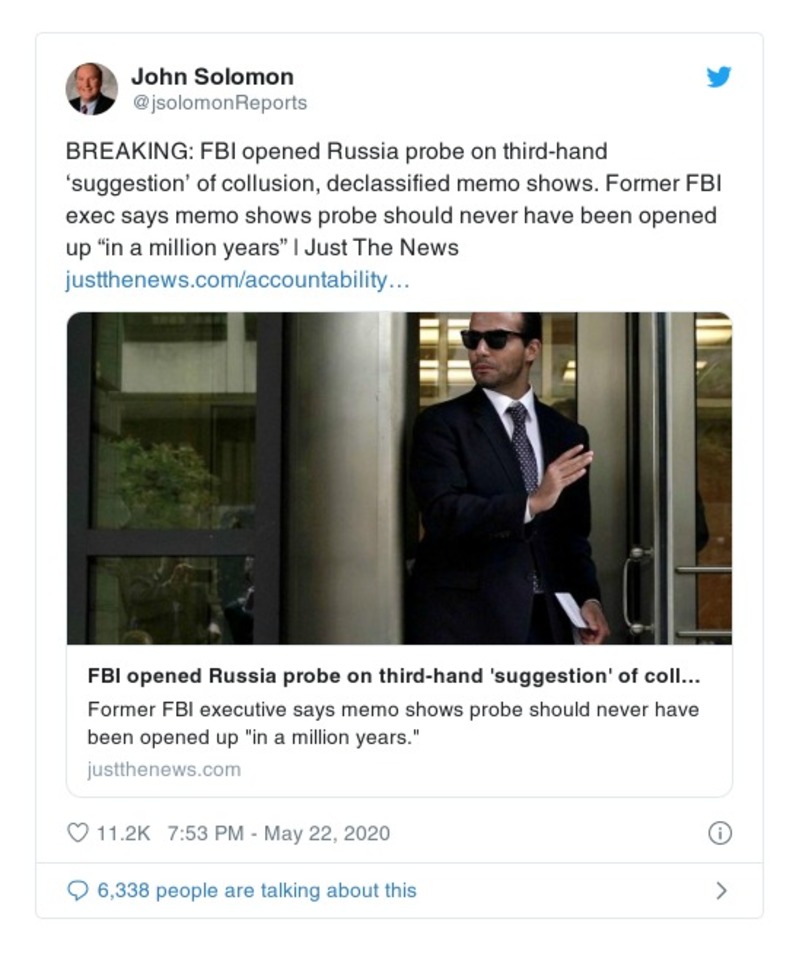 John Solomon
@jsolomonReports
BREAKING: FBI opened Russia probe on third-hand
‘suggestion’ of collusion, declassified memo shows. Former FBI
exec says memo shows probe should never have been opened
up “in a million years” | Just The News
justthenews.com/accountability…
FBI opened Russia probe on third-hand 'suggestion' of coll...
Former FBI executive says memo shows probe should never have
been opened up "in a million years."
justthenews.com
11.2K 7:53 PM - May 22, 2020
6,338 people are talking about this